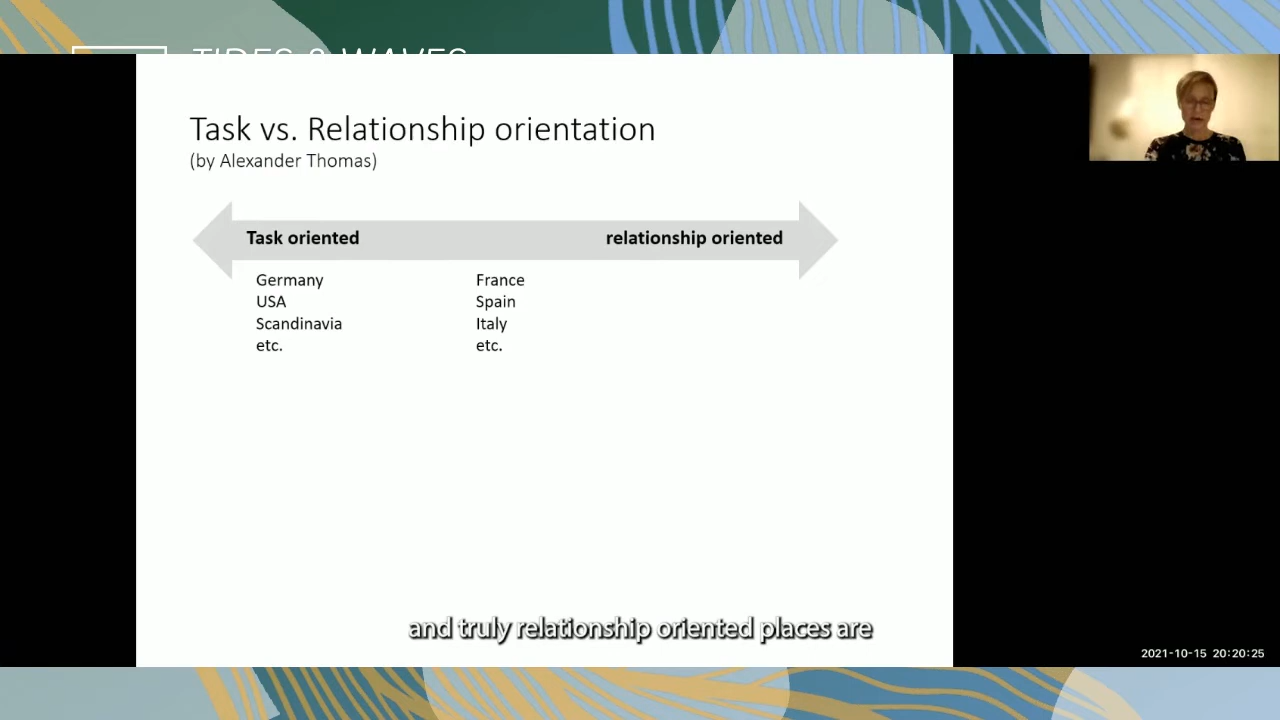 TIDES & WAVES
Task vs. Relationship orientation
(by Alexander Thomas)
Task oriented
relationship oriented
Germany
USA
Scandinavia
etc.
France
Spain
Italy
etc.
and truly relationship oriented places are
2021-10-15 20:20:25